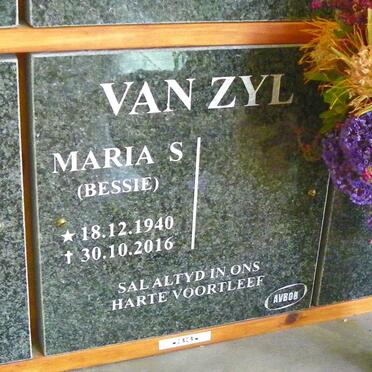 VAN ZYL
MARIA S
(BESSIE)
★ 18.12.1940
† 30.10.2016
SAL ALTYD IN ONS
HARTE VOORTLEEF
AVBOB